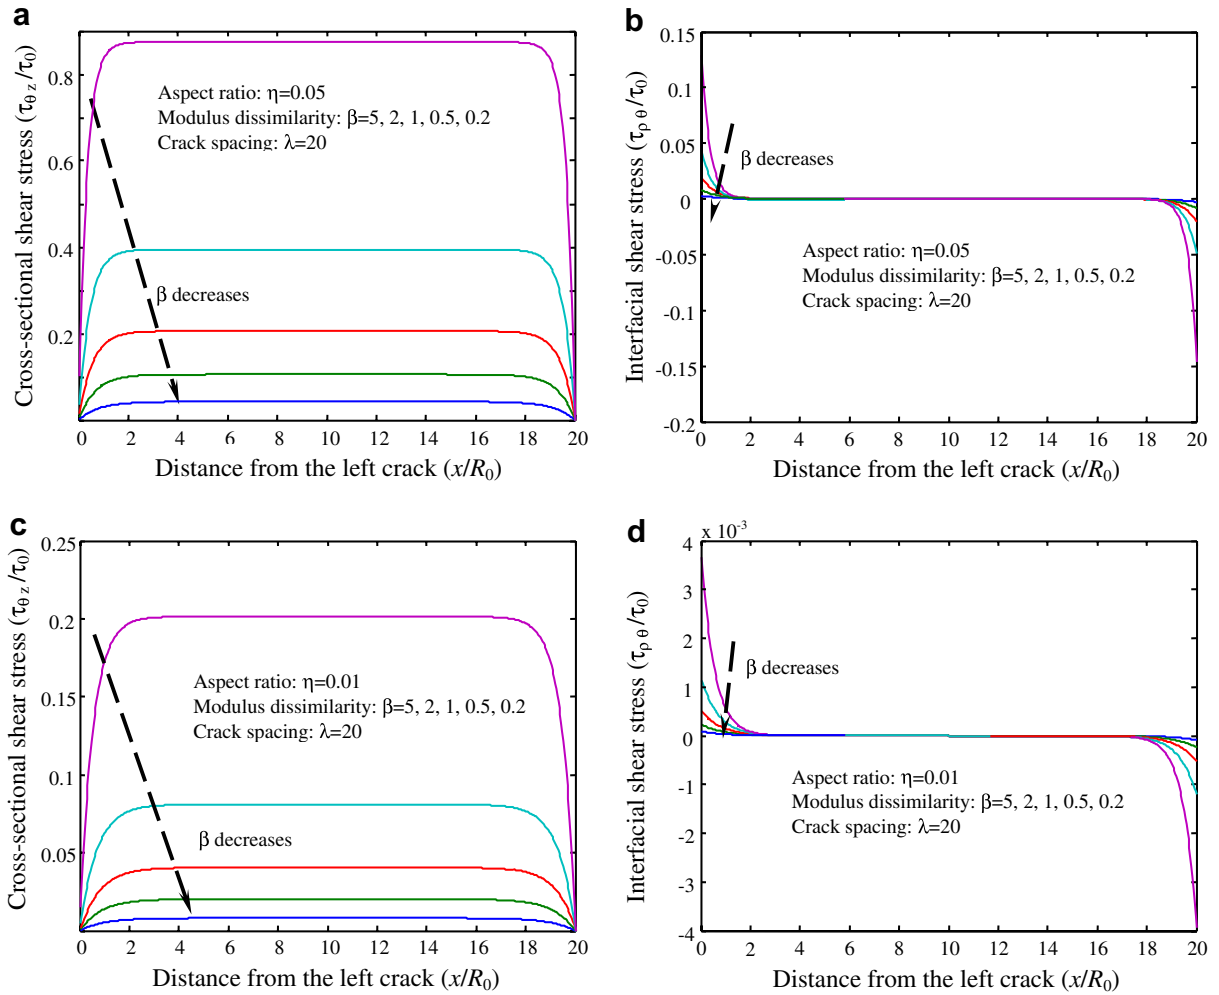 a
Cross-sectional shear stress (τθ z/τ0)
0.8
0.6
0.4
0.2
0 2 4 6 8 10 12 14 16 18 20
Aspect ratio: η=0.05
Modulus dissimilarity: β=5, 2, 1, 0.5, 0.2
Crack spacing: λ=20
β decreases
Distance from the left crack (x/R0)
b
Interfacial shear stress (τρ θ/τ0)
0.15
0.1
0.05
0
-0.05
-0.1
-0.15
-0.2
0 2 4 6 8 10 12 14 16 18 20
β decreases
Aspect ratio: η=0.05
Modulus dissimilarity: β=5, 2, 1, 0.5, 0.2
Crack spacing: λ=20
Distance from the left crack (x/R0)
c
Cross-sectional shear stress (τθ z/τ0)
0.25
0.2
0.15
0.1
0.05
0 2 4 6 8 10 12 14 16 18 20
Aspect ratio: η=0.01
Modulus dissimilarity: β=5, 2, 1, 0.5, 0.2
Crack spacing: λ=20
β decreases
Distance from the left crack (x/R0)
d
x 10-3
Interfacial shear stress (τρ θ/τ0)
4
3
2
1
0
-1
-2
-3
-4
0 2 4 6 8 10 12 14 16 18 20
β decreases
Aspect ratio: η=0.01
Modulus dissimilarity: β=5, 2, 1, 0.5, 0.2
Crack spacing: λ=20
Distance from the left crack (x/R0)